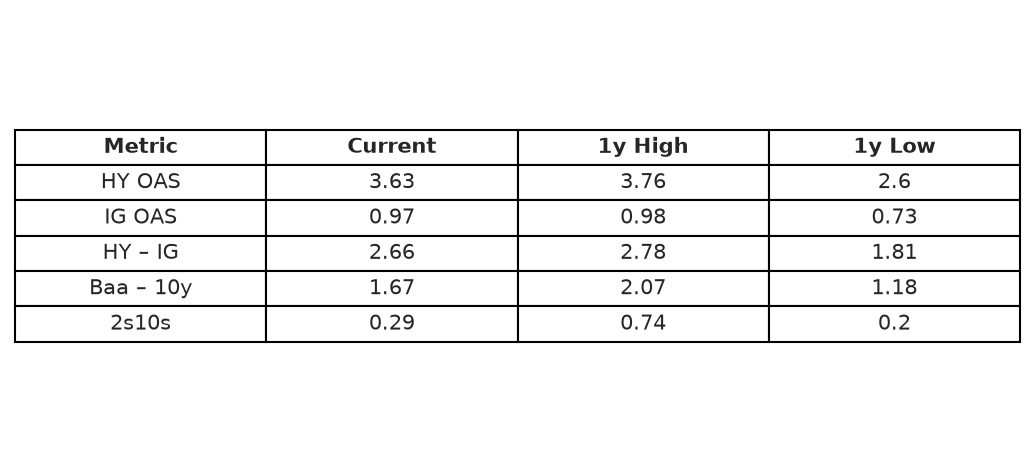 Metric Current 1y High 1y Low
HY OAS 3.63 3.76 2.6
IG OAS 0.97 0.98 0.73
HY – IG 2.66 2.78 1.81
Baa – 10y 1.67 2.07 1.18
2s10s 0.29 0.74 0.2